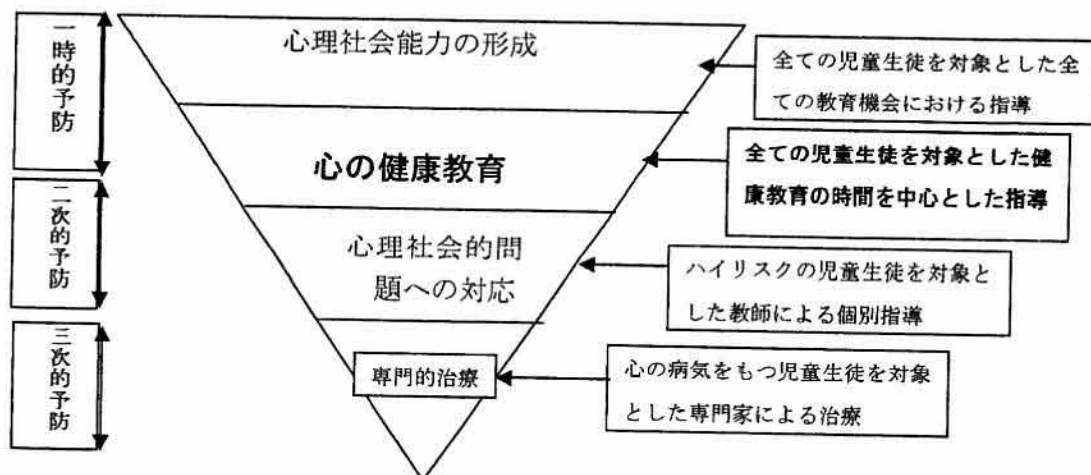 一時的予防
心理社会能力の形成
全ての児童生徒を対象とした全
ての教育機会における指導
心の健康教育
全ての児童生徒を対象とした健
康教育の時間を中心とした指導
二次的予防
心理社会的問
題への対応
ハイリスクの児童生徒を対象と
した教師による個別指導
三次的予防
専門的治療
心の病気をもつ児童生徒を対象
とした専門家による治療